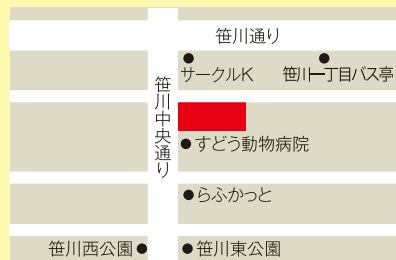 笹川通り
サークルK
笹川一丁目バス亭
笹川中央通り
すどう動物病院
らふかっと
笹川西公園
笹川東公園